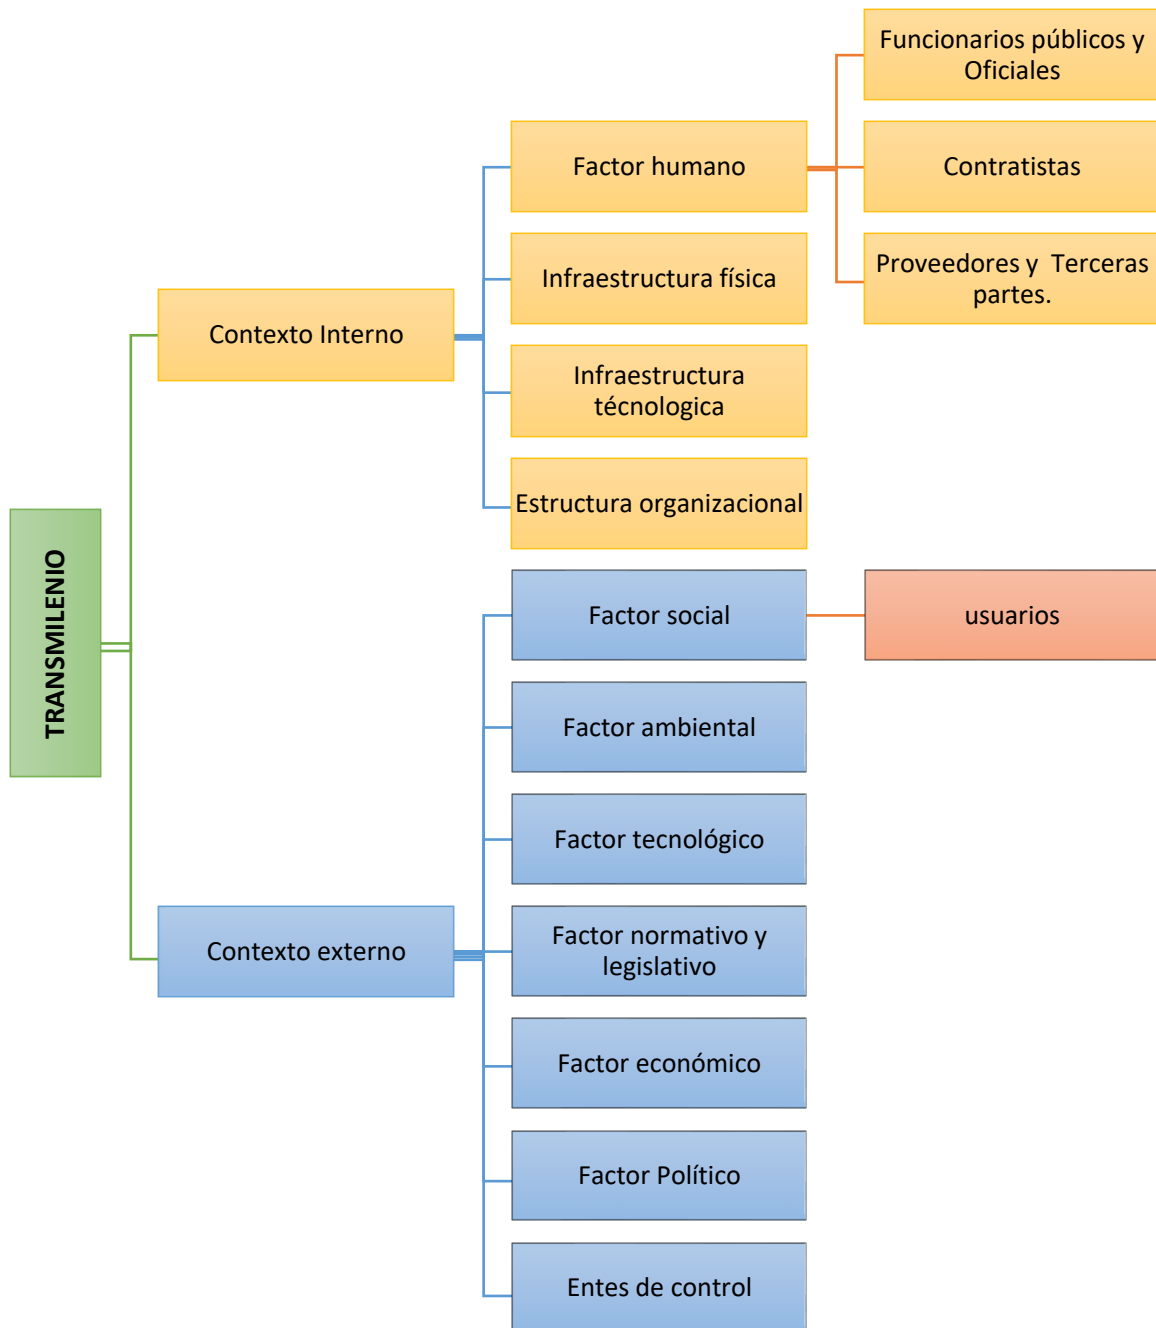 TRANSMILENIO
Contexto Interno
Factor humano
Funcionarios públicos y
Oficiales
Contratistas
Proveedores y Terceras
partes.
Infraestructura física
Infraestructura
técnologica
Estructura organizacional
Contexto externo
Factor social
usuarios
Factor ambiental
Factor tecnológico
Factor normativo y
legislativo
Factor económico
Factor Político
Entes de control